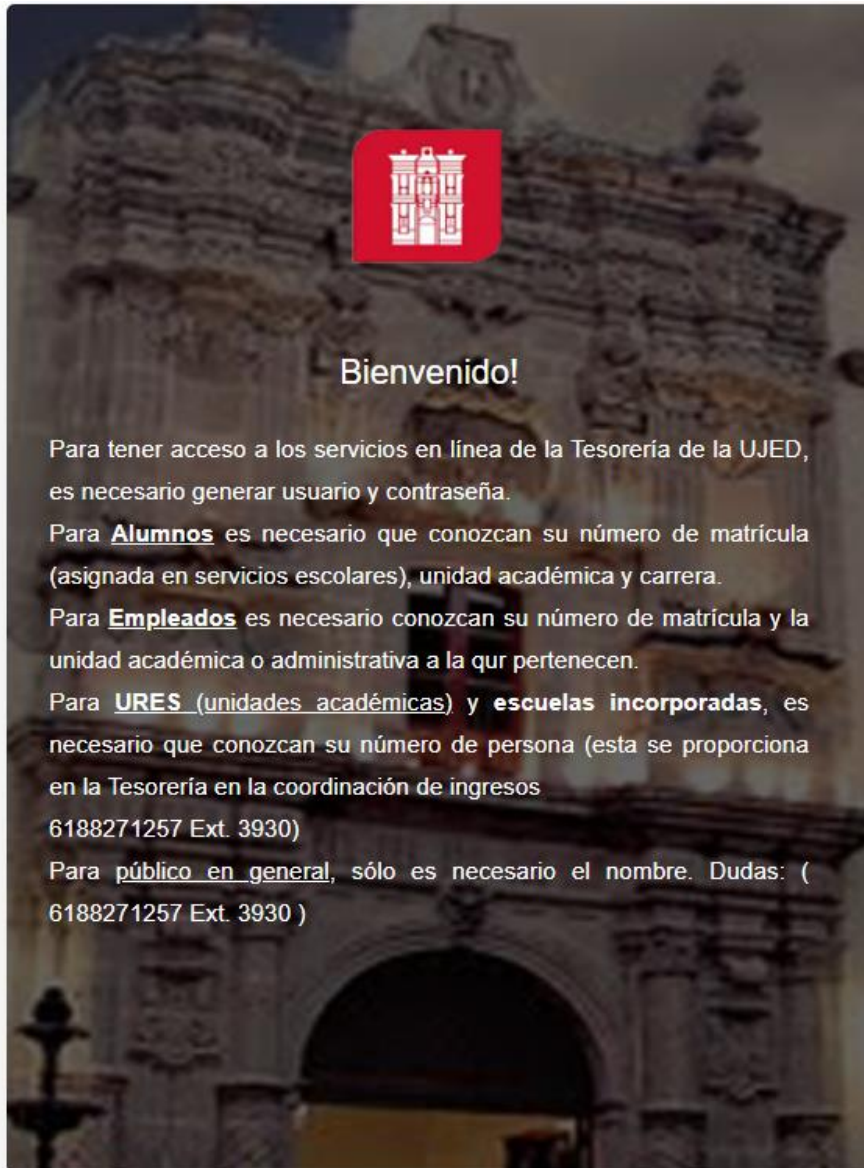 Bienvenido!
Para tener acceso a los servicios en línea de la Tesorería de la UJED,
es necesario generar usuario y contraseña.
Para Alumnos es necesario que conozcan su número de matrícula
(asignada en servicios escolares), unidad académica y carrera.
Para Empleados es necesario conozcan su número de matrícula y la
unidad académica o administrativa a la qur pertenecen.
Para URES (unidades académicas) y escuelas incorporadas, es
necesario que conozcan su número de persona (esta se proporciona
en la Tesorería en la coordinación de ingresos
6188271257 Ext. 3930)
Para público en general, sólo es necesario el nombre. Dudas: (
6188271257 Ext. 3930 )